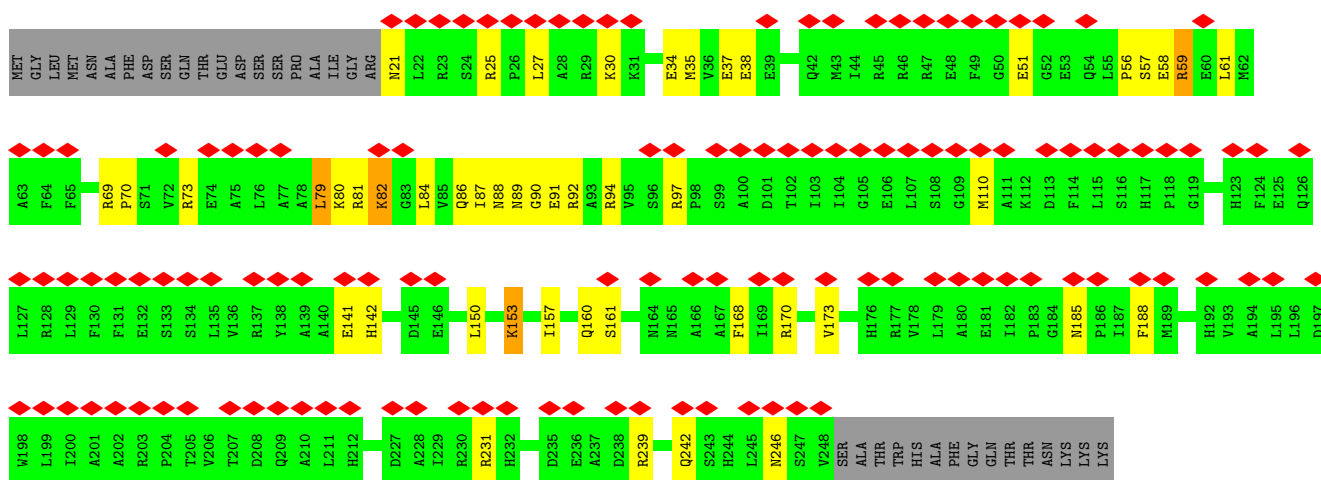 MET GLY LEU MET ASN ALA PHE ASP SER GLN THR GLU ASP SER SER PRO ALA ILE GLY ARG N21 L22 R23 S24 R25 P26 L27 A28 R29 K30 K31 E34 M35 V36 E37 E38 E39 Q42 M43 I44 R45 R46 R47 E48 F49 G50 E51 G52 E53 Q54 L55 P56 S57 E58 R59 E60 L61 M62
A63 F64 F65 R69 P70 S71 V72 R73 E74 A75 L76 A77 A78 L79 K80 R81 K82 G83 L84 V85 Q86 I87 N88 N89 G90 E91 R92 A93 R94 V95 S96 R97 P98 S99 A100 D101 T102 I103 I104 G105 E106 L107 S108 G109 M110 A111 K112 D113 F114 L115 S116 H117 P118 G119 H123 F124 E125 Q126
L127 R128 L129 F130 F131 E132 S133 S134 L135 V136 R137 Y138 A139 A140 E141 H142 D145 E146 L150 K153 I157 Q160 S161 N164 N165 A166 A167 F168 I169 R170 V173 H176 R177 V178 L179 A180 E181 I182 P183 G184 N185 P186 I187 F188 M189 H192 V193 A194 L195 L196 D197
W198 L199 I200 A201 A202 R203 P204 T205 V206 T207 D208 Q209 A210 L211 H212 D227 A228 I229 R230 R231 H232 D235 E236 A237 D238 R239 Q242 S243 H244 L245 N246 S247 V248 SER ALA THR TRP HIS ALA PHE GLY GLN THR THR ASN LYS LYS LYS